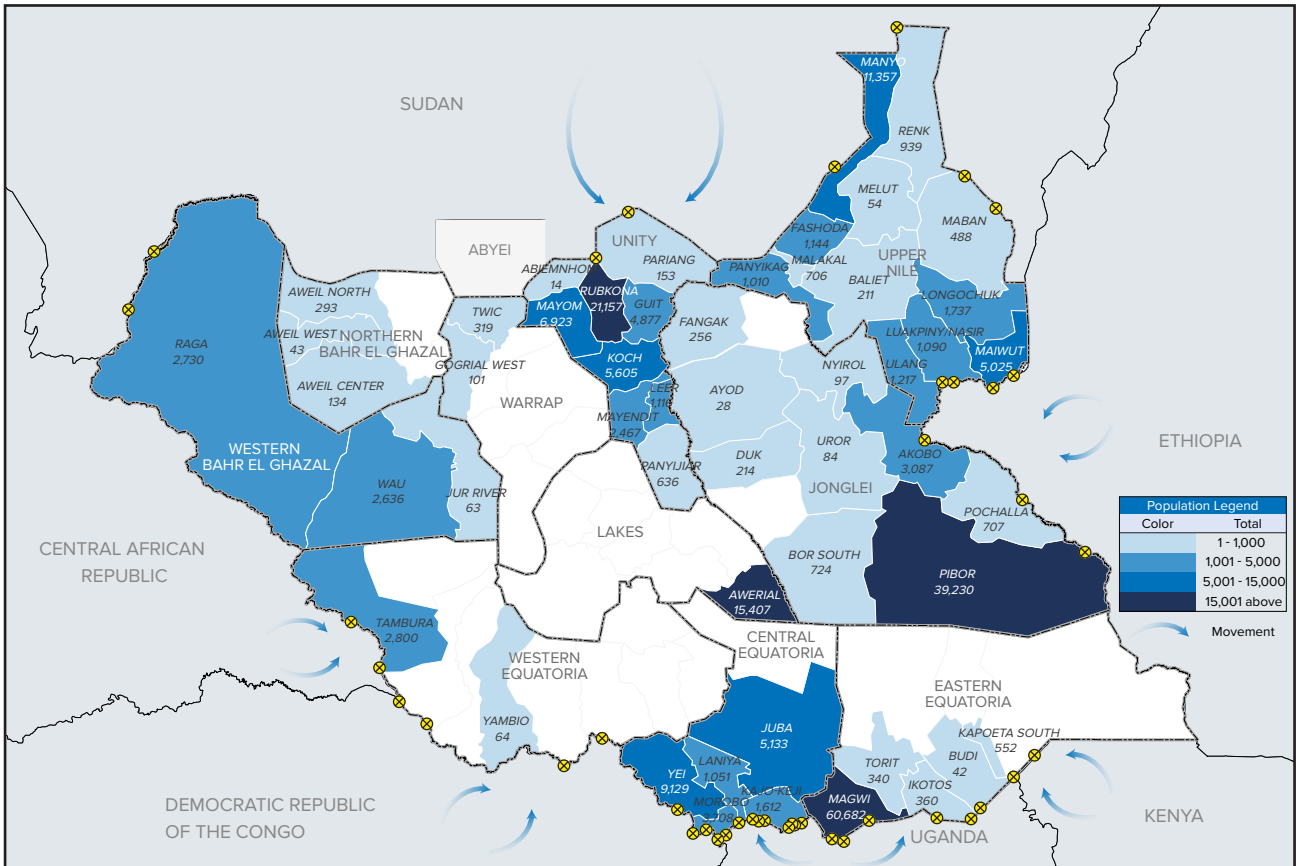 SUDAN
MANYO
11,357
RENK
939
MELUT
54
MABAN
488
FASHODA
1,144
UPPER
NILE
MALAKAL
706
PANYIKAG
1,010
BALIET
211
LONGOCHUK
1,737
LUAKPINY/NASIR
1,090
MAIWUT
5,025
ULANG
1,217
ABYEI
UNITY
ABIEMNHOM
14
PARIANG
153
RUBKONA
21,157
GUIT
4,877
MAYOM
6,923
KOCH
5,605
LEER
MAYENDIT
2,467
PANYIJIAR
636
FANGAK
256
NYIROL
97
AYOD
28
UROR
84
DUK
214
JONGLEI
AKOBO
3,087
POCHALLA
707
BOR SOUTH
724
PIBOR
39,230
AWEIL NORTH
293
AWEIL WEST
43
NORTHERN
BAHR EL GHAZAL
AWEIL CENTER
134
TWIC
319
GOGRIAL WEST
101
WARRAP
RAGA
2,730
WESTERN
BAHR EL GHAZAL
WAU
2,636
JUR RIVER
63
LAKES
AWERIAL
15,407
ETHIOPIA
Population Legend
Color Total
1 - 1,000
1,001 - 5,000
5,001 - 15,000
15,001 above
Movement
CENTRAL AFRICAN
REPUBLIC
TAMBURA
2,800
WESTERN
EQUATORIA
YAMBIO
64
CENTRAL
EQUATORIA
JUBA
5,133
LANIYA
1,051
YEI
9,129
MOROBO
KAJO-KEJI
1,612
EASTERN
EQUATORIA
KAPOETA SOUTH
552
BUDI
42
TORIT
340
IKOTOS
360
MAGWI
60,682
DEMOCRATIC REPUBLIC
OF THE CONGO
UGANDA
KENYA